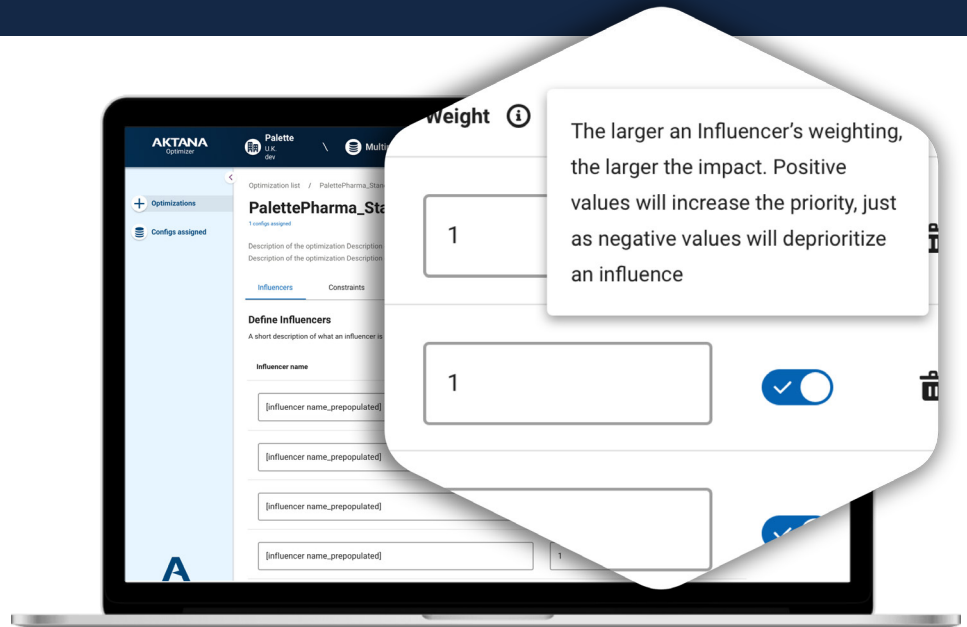 AKTANA
Optimizer
Palette
U.K.
dev
\
Optimizations
Configs assigned
Optimization list / PalettePharma_
1 configs assigned
Description of the optimization Description
Description of the optimization Description
Influencers
Constraints
Define Influencers
A short description of what an influencer is
Influencer name
[influencer name_prepopulated]
[influencer name_prepopulated]
[influencer name_prepopulated]
[influencer name_prepopulated]
1
A
Weight
The larger an Influencer’s weighting,
the larger the impact. Positive
values will increase the priority, just
as negative values will deprioritize
an influence
1
1